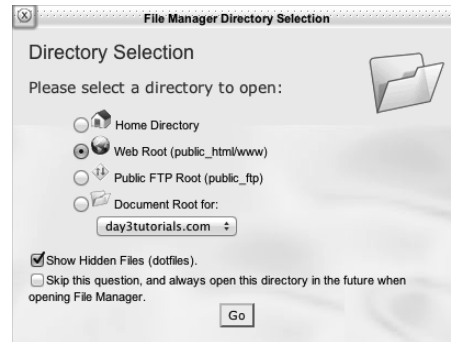 File Manager Directory Selection
Directory Selection
Please select a directory to open:
Home Directory
Web Root (public_html/www)
Public FTP Root (public_ftp)
Document Root for:
day3tutorials.com
Show Hidden Files (dotfiles).
Skip this question, and always open this directory in the future when
opening File Manager.
Go